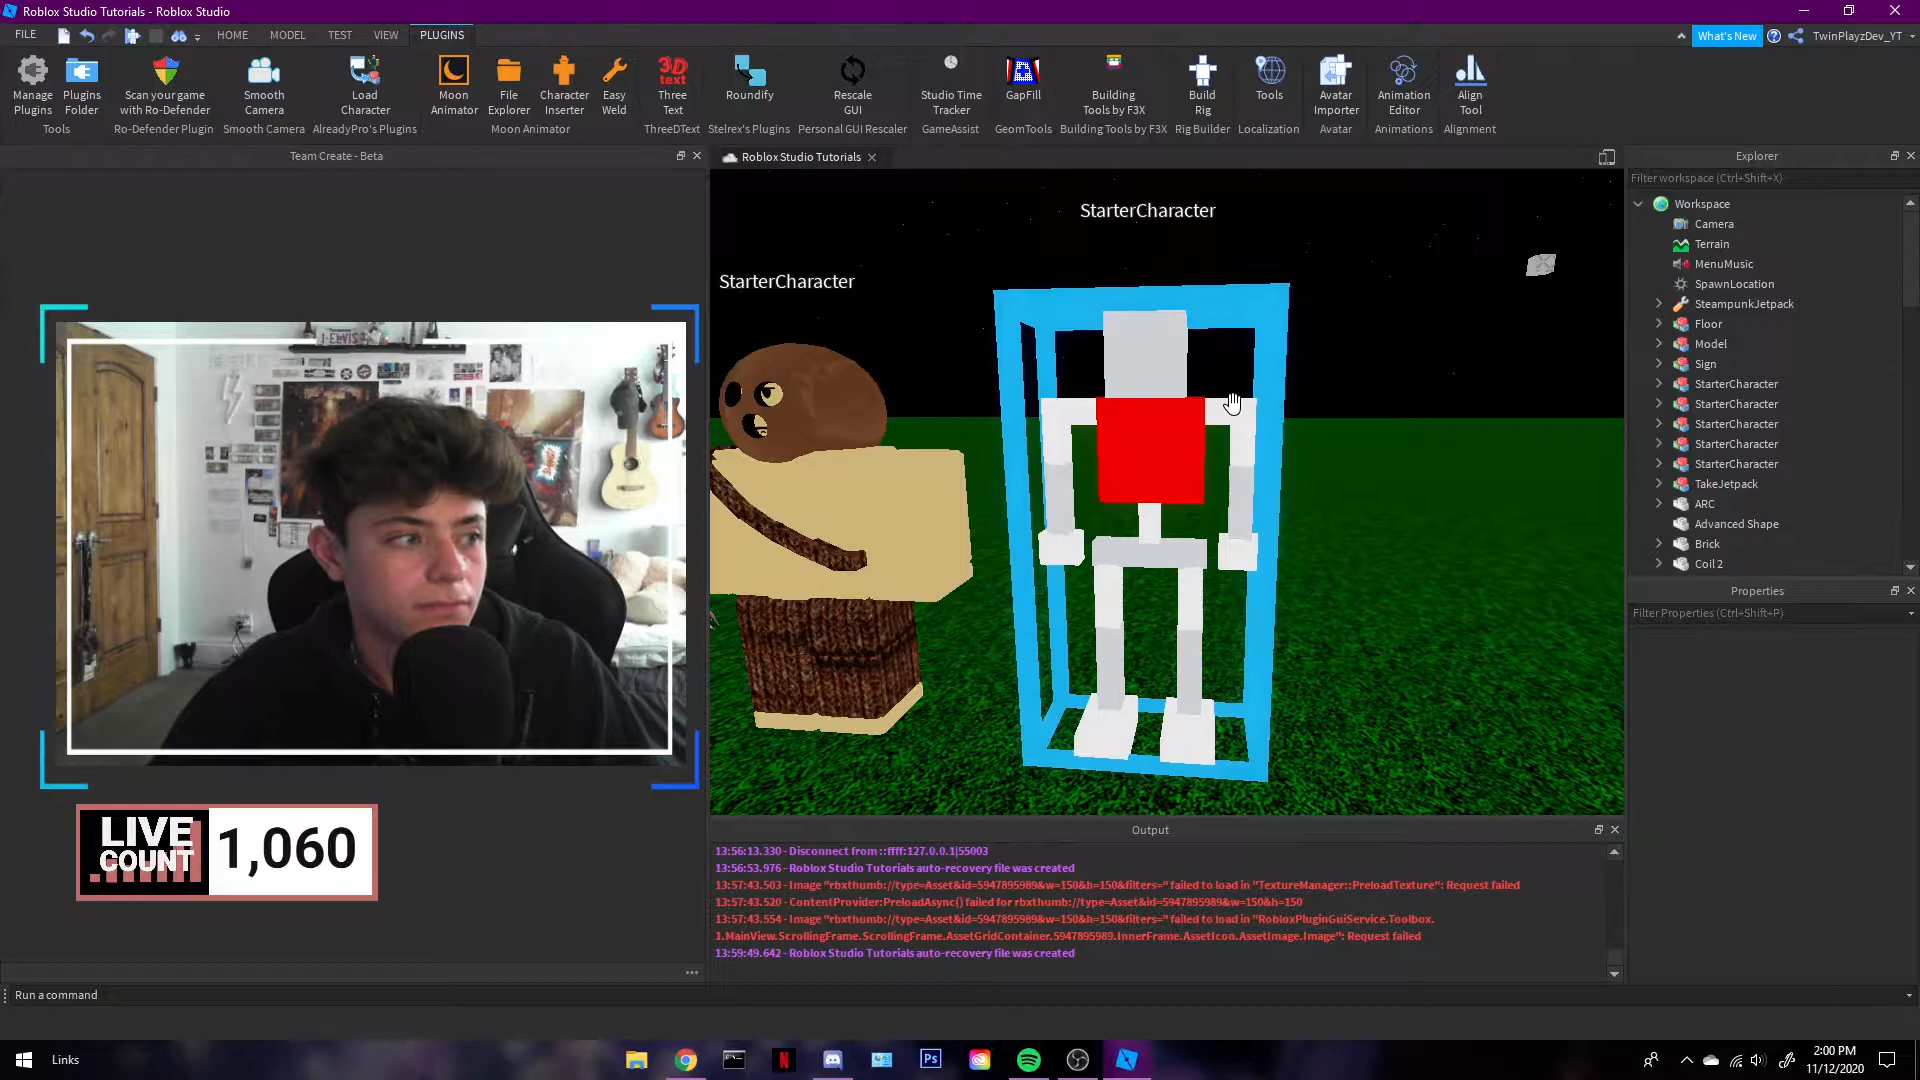 Roblox Studio Tutorials - Roblox Studio
FILE HOME MODEL TEST VIEW PLUGINS What's New TwinPlayzDev_YT
Manage Plugins
Plugins Folder
Tools
Scan your game with Ro-Defender
Ro-Defender Plugin
Smooth Camera
Smooth Camera
Load Character
AlreadyPro's Plugins
Moon Animator
File Explorer
Character Inserter
Easy Weld
Moon Animator
3D text
Three Text
ThreeDText
Roundify
Stelrex's Plugins
Rescale GUI
Personal GUI Rescaler
Studio Time Tracker
GameAssist
GapFill
GeomTools
Building Tools by F3X
Building Tools by F3X
Build Rig
Rig Builder
Tools
Localization
Avatar Importer
Avatar
Animation Editor
Animations
Align Tool
Alignment
Team Create - Beta
Roblox Studio Tutorials
StarterCharacter
StarterCharacter
LIVE
COUNT
1,060
Explorer
Filter workspace (Ctrl+Shift+X)
Workspace
Camera
Terrain
MenuMusic
SpawnLocation
SteampunkJetpack
Floor
Model
Sign
StarterCharacter
StarterCharacter
StarterCharacter
StarterCharacter
StarterCharacter
TakeJetpack
ARC
Advanced Shape
Brick
Coil 2
Properties
Filter Properties (Ctrl+Shift+P)
Output
13:56:13.330 - Disconnect from ::ffff:127.0.0.1|55003
13:56:53.976 - Roblox Studio Tutorials auto-recovery file was created
13:57:43.503 - Image "rbxthumb://type=Asset&id=5947895989&w=150&h=150&filters=" failed to load in "TextureManager::PreloadTexture": Request failed
13:57:43.520 - ContentProvider:PreloadAsync() failed for rbxthumb://type=Asset&id=5947895989&w=150&h=150
13:57:43.554 - Image "rbxthumb://type=Asset&id=5947895989&w=150&h=150&filters=" failed to load in "RobloxPluginGuiService.Toolbox.
1.MainView.ScrollingFrame.ScrollingFrame.AssetGridContainer.5947895989.InnerFrame.AssetIcon.AssetImage.Image": Request failed
13:59:49.642 - Roblox Studio Tutorials auto-recovery file was created
Run a command
Links
Ps
2:00 PM
11/12/2020